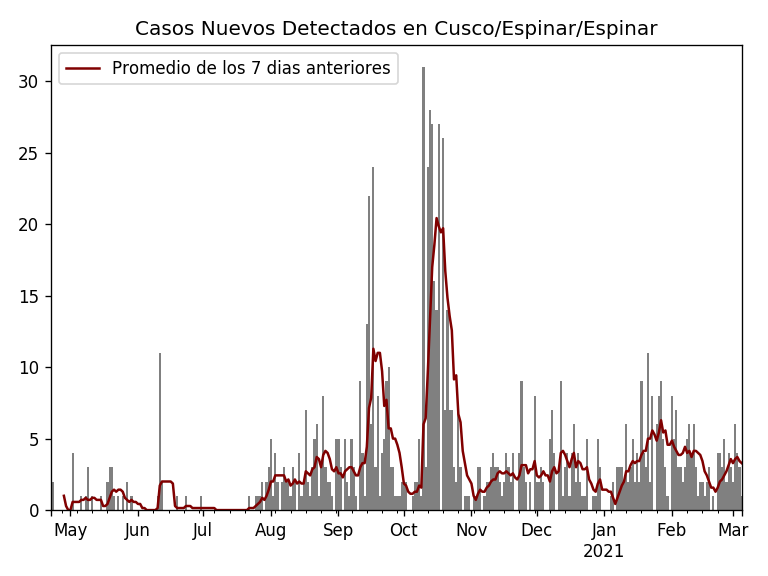 Casos Nuevos Detectados en Cusco/Espinar/Espinar
Promedio de los 7 dias anteriores
30
25
20
15
10
5
0
May Jun Jul Aug Sep Oct Nov Dec Jan Feb Mar
2021